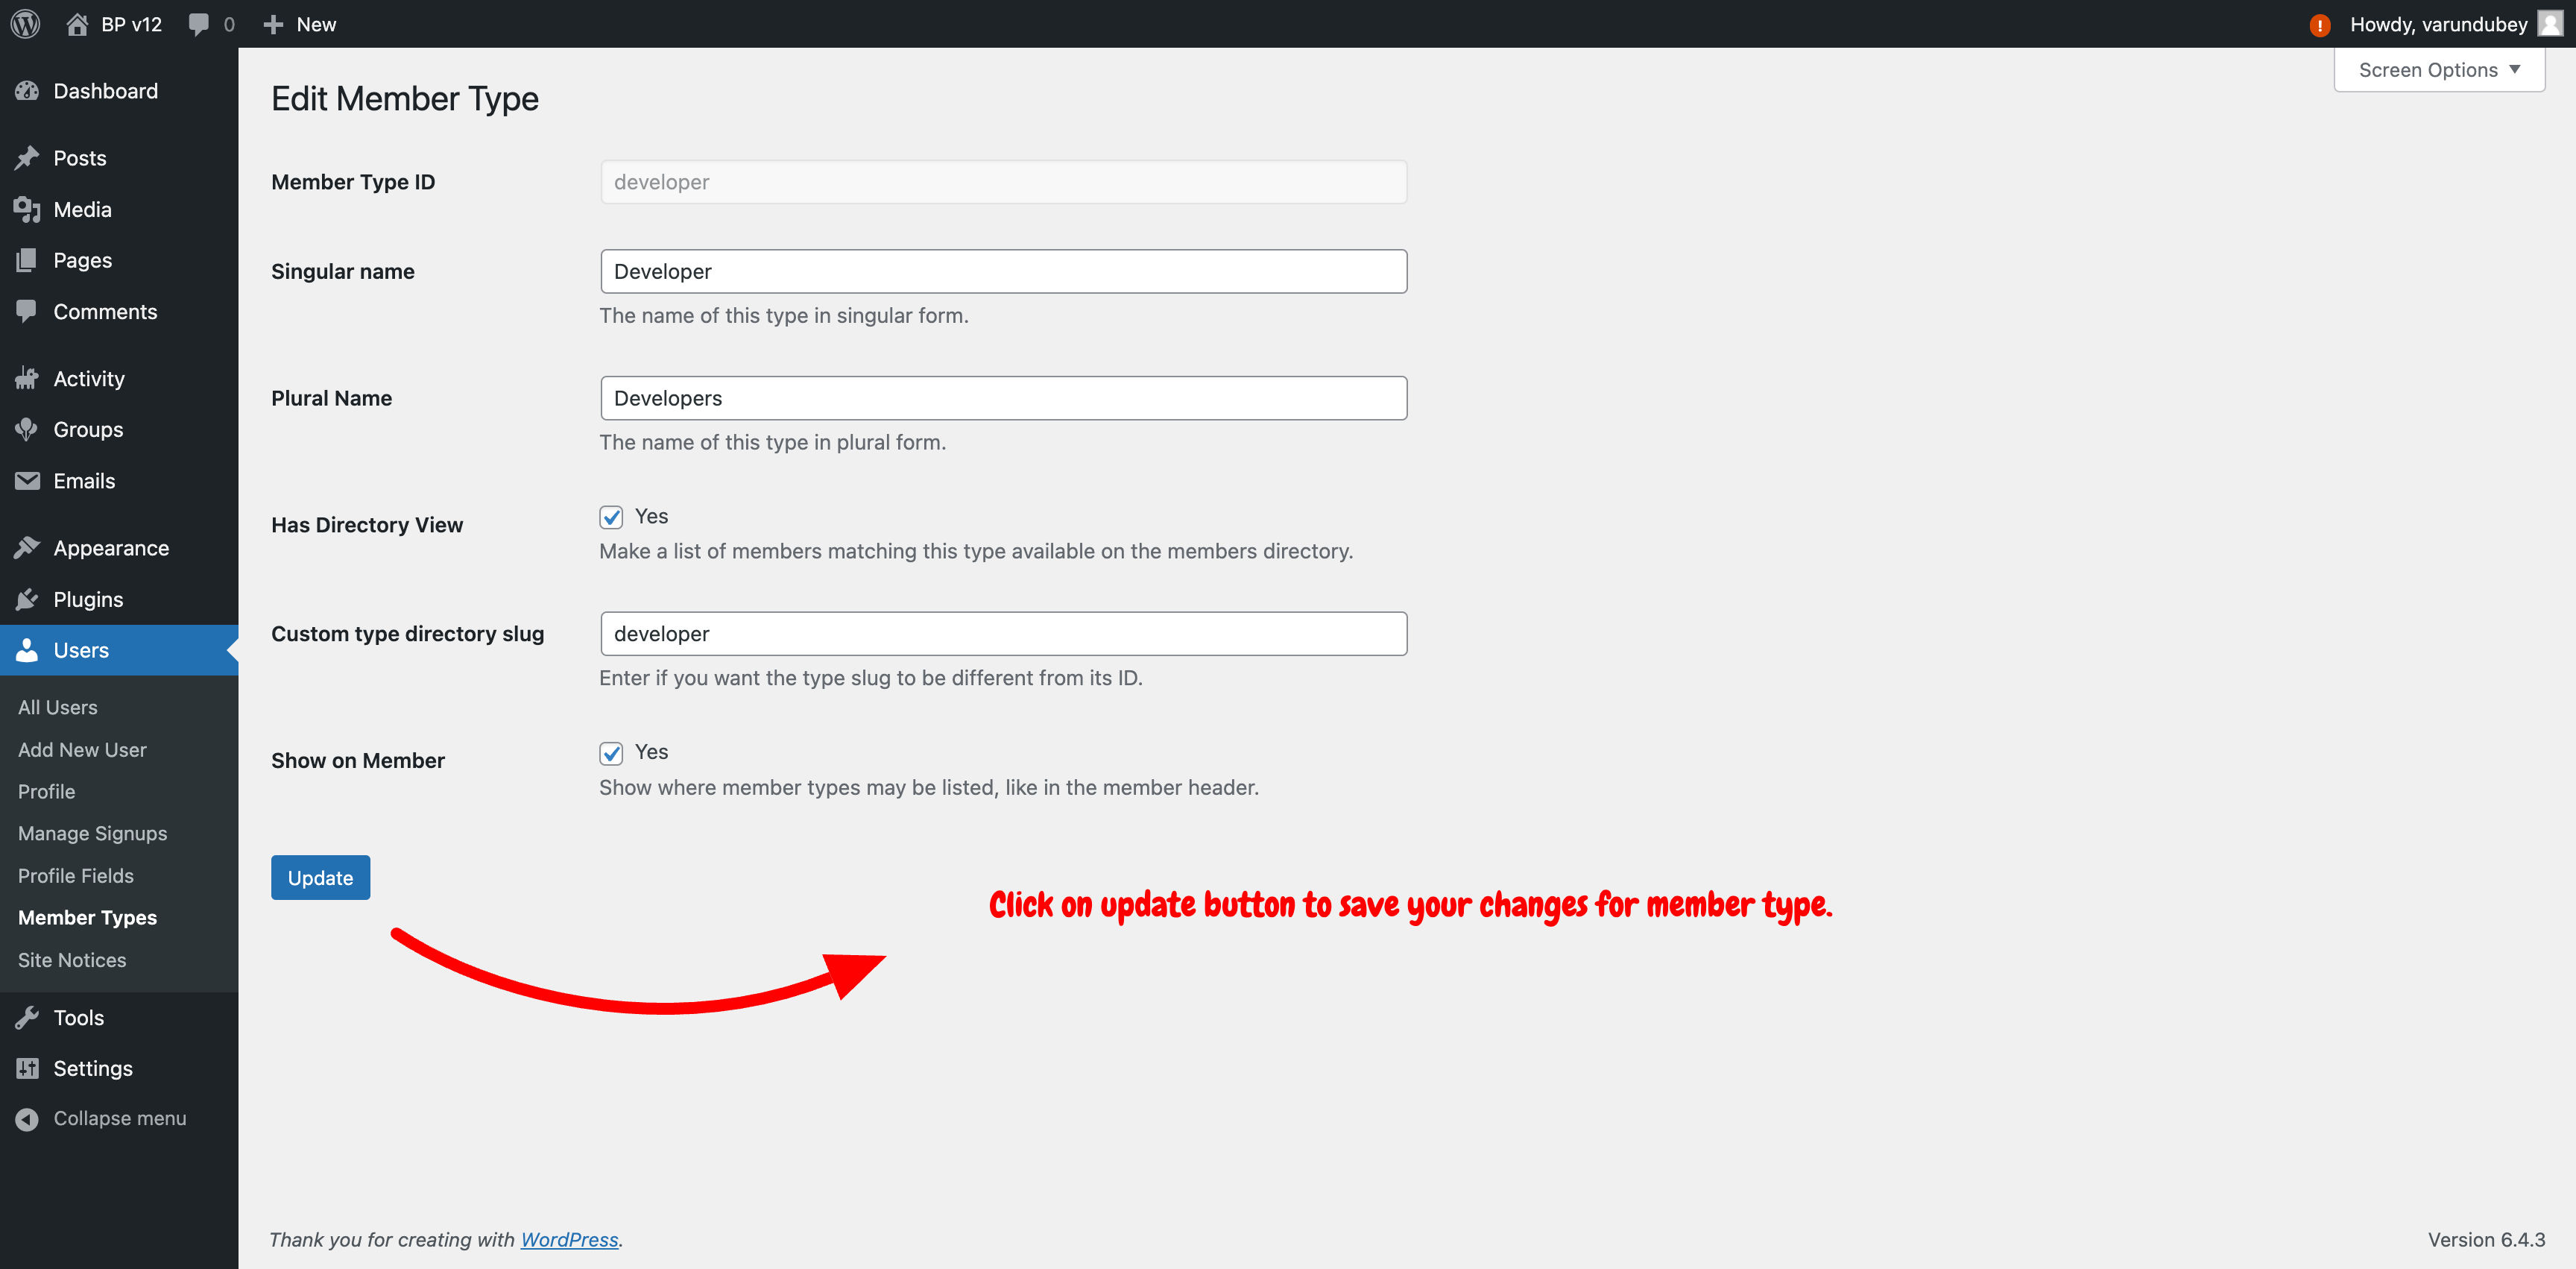 BP v12 0 New Howdy, varundubey
Screen Options
Dashboard
Posts
Media
Pages
Comments
Activity
Groups
Emails
Appearance
Plugins
Users
All Users
Add New User
Profile
Manage Signups
Profile Fields
Member Types
Site Notices
Tools
Settings
Collapse menu
Edit Member Type
Member Type ID developer
Singular name Developer
The name of this type in singular form.
Plural Name Developers
The name of this type in plural form.
Has Directory View Yes
Make a list of members matching this type available on the members directory.
Custom type directory slug developer
Enter if you want the type slug to be different from its ID.
Show on Member Yes
Show where member types may be listed, like in the member header.
Update
Click on update button to save your changes for member type.
Thank you for creating with WordPress. Version 6.4.3